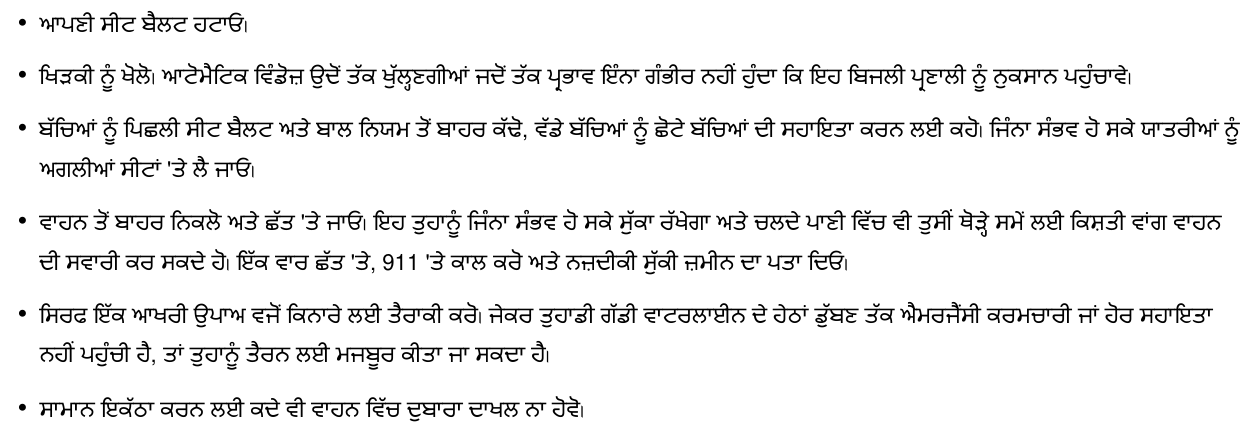 • ਆਪਣੀ ਸੀਟ ਬੈਲਟ ਹਟਾਓ।
• ਖਿੜਕੀ ਨੂੰ ਖੋਲੋ। ਆਟੋਮੈਟਿਕ ਵਿੰਡੋਜ਼ ਉਦੋਂ ਤੱਕ ਖੁੱਲ੍ਹਣਗੀਆਂ ਜਦੋਂ ਤੱਕ ਪ੍ਰਭਾਵ ਇੰਨਾ ਗੰਭੀਰ ਨਹੀਂ ਹੁੰਦਾ ਕਿ ਇਹ ਬਿਜਲੀ ਪ੍ਰਣਾਲੀ ਨੂੰ ਨੁਕਸਾਨ ਪਹੁੰਚਾਵੇ।
• ਬੱਚਿਆਂ ਨੂੰ ਪਿਛਲੀ ਸੀਟ ਬੈਲਟ ਅਤੇ ਬਾਲ ਨਿਯਮ ਤੋਂ ਬਾਹਰ ਕੱਢੋ, ਵੱਡੇ ਬੱਚਿਆਂ ਨੂੰ ਛੋਟੇ ਬੱਚਿਆਂ ਦੀ ਸਹਾਇਤਾ ਕਰਨ ਲਈ ਕਹੋ। ਜਿੰਨਾ ਸੰਭਵ ਹੋ ਸਕੇ ਯਾਤਰੀਆਂ ਨੂੰ
ਅਗਲੀਆਂ ਸੀਟਾਂ 'ਤੇ ਲੈ ਜਾਓ।
• ਵਾਹਨ ਤੋਂ ਬਾਹਰ ਨਿਕਲੋ ਅਤੇ ਛੱਤ 'ਤੇ ਜਾਓ। ਇਹ ਤੁਹਾਨੂੰ ਜਿੰਨਾ ਸੰਭਵ ਹੋ ਸਕੇ ਸੁੱਕਾ ਰੱਖੇਗਾ ਅਤੇ ਚਲਦੇ ਪਾਣੀ ਵਿੱਚ ਵੀ ਤੁਸੀਂ ਥੋੜ੍ਹੇ ਸਮੇਂ ਲਈ ਕਿਸ਼ਤੀ ਵਾਂਗ ਵਾਹਨ
ਦੀ ਸਵਾਰੀ ਕਰ ਸਕਦੇ ਹੋ। ਇੱਕ ਵਾਰ ਛੱਤ 'ਤੇ, 911 'ਤੇ ਕਾਲ ਕਰੋ ਅਤੇ ਨਜ਼ਦੀਕੀ ਸੁੱਕੀ ਜ਼ਮੀਨ ਦਾ ਪਤਾ ਦਿਓ।
• ਸਿਰਫ ਇੱਕ ਆਖਰੀ ਉਪਾਅ ਵਜੋਂ ਕਿਨਾਰੇ ਲਈ ਤੈਰਾਕੀ ਕਰੋ। ਜੇਕਰ ਤੁਹਾਡੀ ਗੱਡੀ ਵਾਟਰਲਾਈਨ ਦੇ ਹੇਠਾਂ ਡੁੱਬਣ ਤੱਕ ਐਮਰਜੈਂਸੀ ਕਰਮਚਾਰੀ ਜਾਂ ਹੋਰ ਸਹਾਇਤਾ
ਨਹੀਂ ਪਹੁੰਚੀ ਹੈ, ਤਾਂ ਤੁਹਾਨੂੰ ਤੈਰਨ ਲਈ ਮਜਬੂਰ ਕੀਤਾ ਜਾ ਸਕਦਾ ਹੈ।
• ਸਾਮਾਨ ਇਕੱਠਾ ਕਰਨ ਲਈ ਕਦੇ ਵੀ ਵਾਹਨ ਵਿੱਚ ਦੁਬਾਰਾ ਦਾਖਲ ਨਾ ਹੋਵੋ।